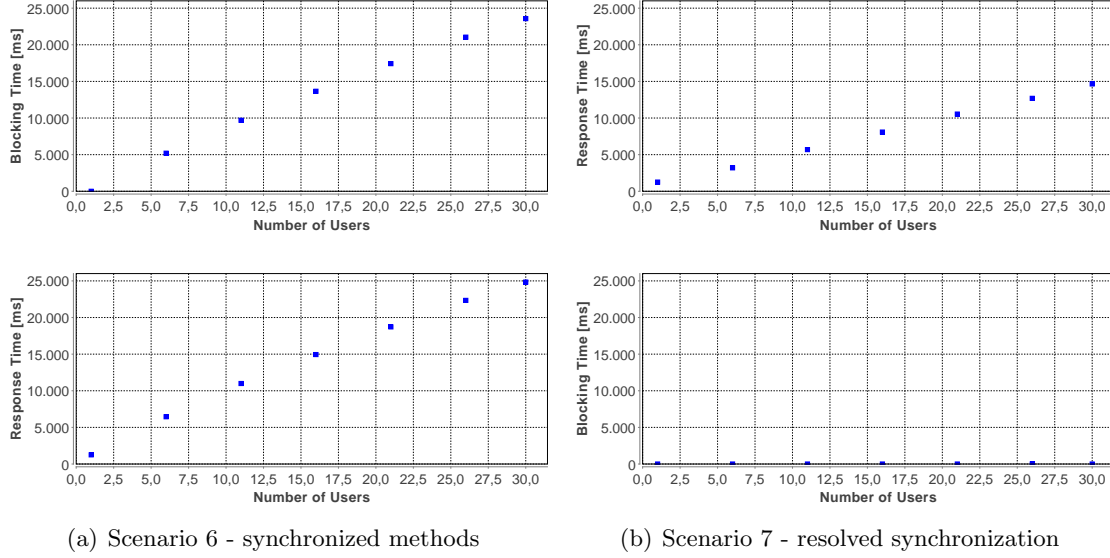 25.000
20.000
15.000
10.000
5.000
0
Blocking Time [ms]
0,0 2,5 5,0 7,5 10,0 12,5 15,0 17,5 20,0 22,5 25,0 27,5 30,0
Number of Users
25.000
20.000
15.000
10.000
5.000
0
Response Time [ms]
0,0 2,5 5,0 7,5 10,0 12,5 15,0 17,5 20,0 22,5 25,0 27,5 30,0
Number of Users
(a) Scenario 6 - synchronized methods
25.000
20.000
15.000
10.000
5.000
0
Response Time [ms]
0,0 2,5 5,0 7,5 10,0 12,5 15,0 17,5 20,0 22,5 25,0 27,5 30,0
Number of Users
25.000
20.000
15.000
10.000
5.000
0
Blocking Time [ms]
0,0 2,5 5,0 7,5 10,0 12,5 15,0 17,5 20,0 22,5 25,0 27,5 30,0
Number of Users
(b) Scenario 7 - resolved synchronization